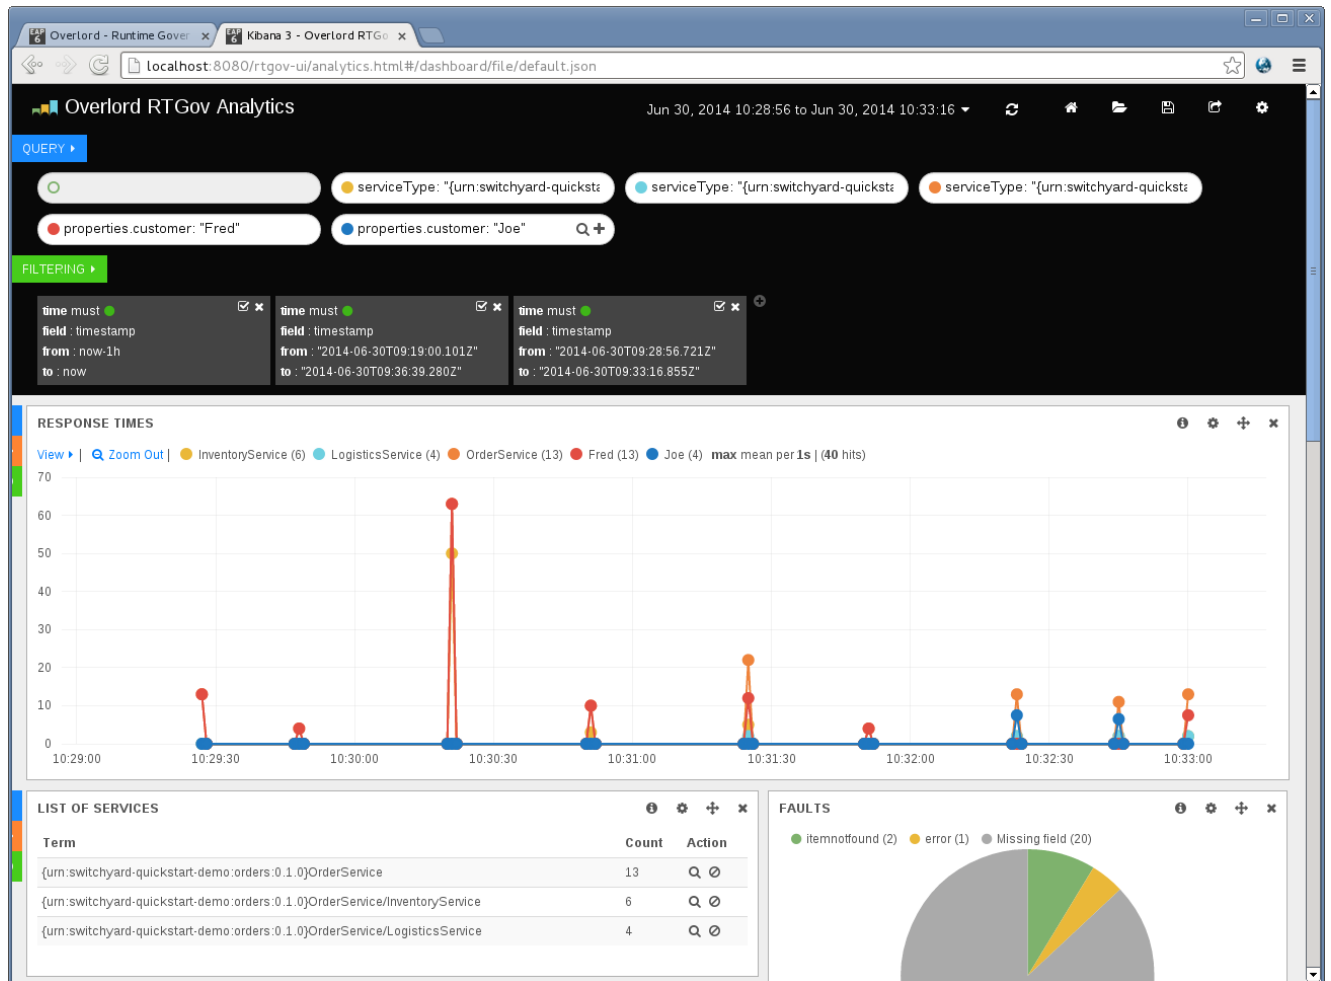 Overlord - Runtime Gover
Kibana 3 - Overlord RTGo
localhost:8080/rtgov-ui/analytics.html#/dashboard/file/default.json
Overlord RTGov Analytics
Jun 30, 2014 10:28:56 to Jun 30, 2014 10:33:16
QUERY
serviceType: "{urn:switchyard-quicksta
serviceType: "{urn:switchyard-quicksta
serviceType: "{urn:switchyard-quicksta
properties.customer: "Fred"
properties.customer: "Joe"
FILTERING
time must
field : timestamp
from : now-1h
to : now
time must
field : timestamp
from : "2014-06-30T09:19:00.101Z"
to : "2014-06-30T09:36:39.280Z"
time must
field : timestamp
from : "2014-06-30T09:28:56.721Z"
to : "2014-06-30T09:33:16.855Z"
RESPONSE TIMES
View | Zoom Out | InventoryService (6) LogisticsService (4) OrderService (13) Fred (13) Joe (4) max mean per 1s | (40 hits)
70
60
50
40
30
20
10
0
10:29:00 10:29:30 10:30:00 10:30:30 10:31:00 10:31:30 10:32:00 10:32:30 10:33:00
LIST OF SERVICES
Term Count Action
{urn:switchyard-quickstart-demo:orders:0.1.0}OrderService 13
{urn:switchyard-quickstart-demo:orders:0.1.0}OrderService/InventoryService 6
{urn:switchyard-quickstart-demo:orders:0.1.0}OrderService/LogisticsService 4
FAULTS
itemnotfound (2) error (1) Missing field (20)